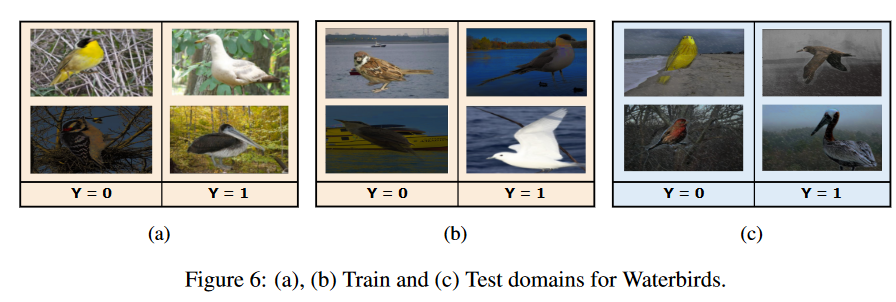 Y = 0
Y = 1
Y = 0
Y = 1
Y = 0
Y = 1
(a)
(b)
(c)
Figure 6: (a), (b) Train and (c) Test domains for Waterbirds.